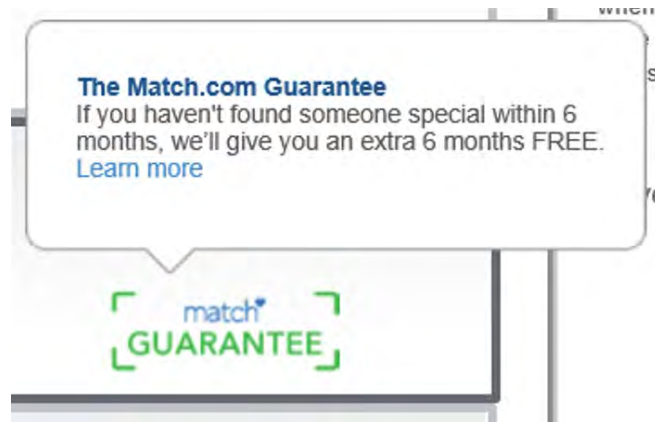 The Match.com Guarantee
If you haven't found someone special within 6
months, we'll give you an extra 6 months FREE.
Learn more
match
GUARANTEE